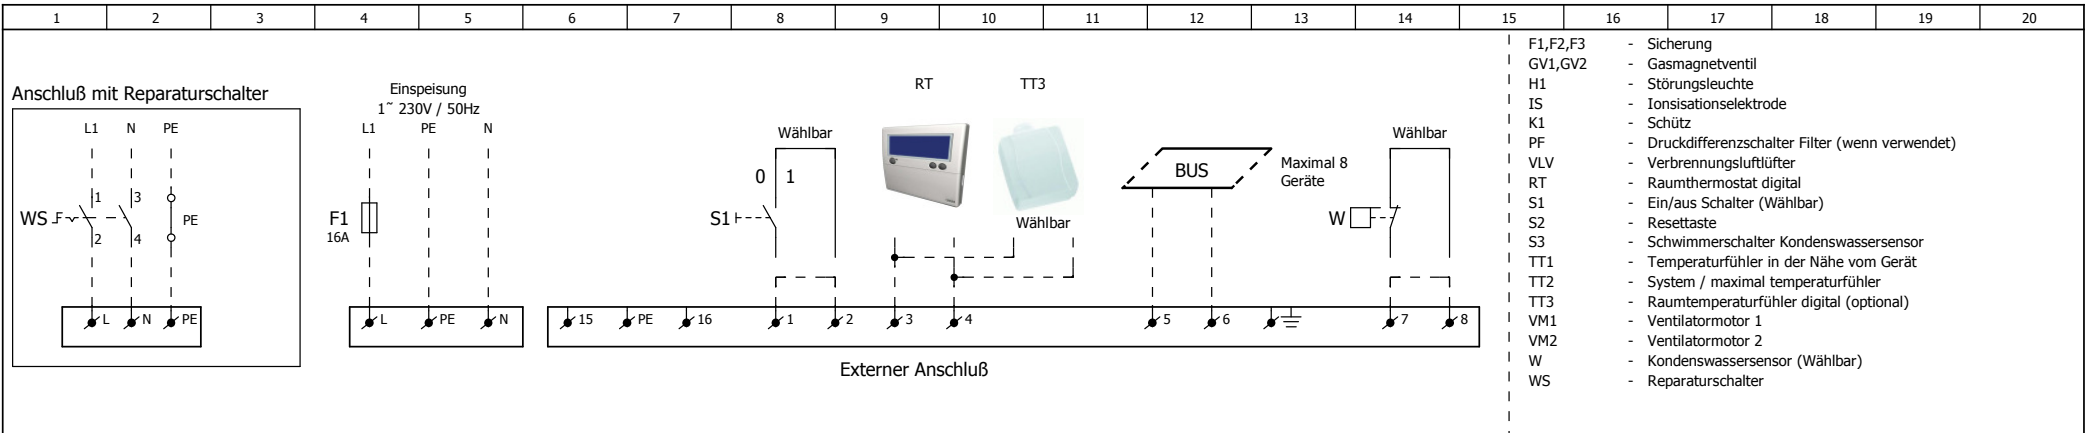 1 2 3 4 5 6 7 8 9 10 11 12 13 14 15 16 17 18 19 20
Anschluß mit Reparaturschalter
L1 N PE
1 3
WS PE
2 4
L N PE
Einspeisung
1~ 230V / 50Hz
L1 PE N
F1
16A
L PE N
Wählbar
0 1
S1
RT TT3
Wählbar
BUS
Maximal 8
Geräte
Wählbar
W
15 PE 16 1 2 3 4 5 6 7 8
Externer Anschluß
F1,F2,F3 - Sicherung
GV1,GV2 - Gasmagnetventil
H1 - Störungsleuchte
IS - Ionsisationselektrode
K1 - Schütz
PF - Druckdifferenzschalter Filter (wenn verwendet)
VLV - Verbrennungsluftlüfter
RT - Raumthermostat digital
S1 - Ein/aus Schalter (Wählbar)
S2 - Resettaste
S3 - Schwimmerschalter Kondenswassersensor
TT1 - Temperaturfühler in der Nähe vom Gerät
TT2 - System / maximal temperaturfühler
TT3 - Raumtemperaturfühler digital (optional)
VM1 - Ventilatormotor 1
VM2 - Ventilatormotor 2
W - Kondenswassersensor (Wählbar)
WS - Reparaturschalter